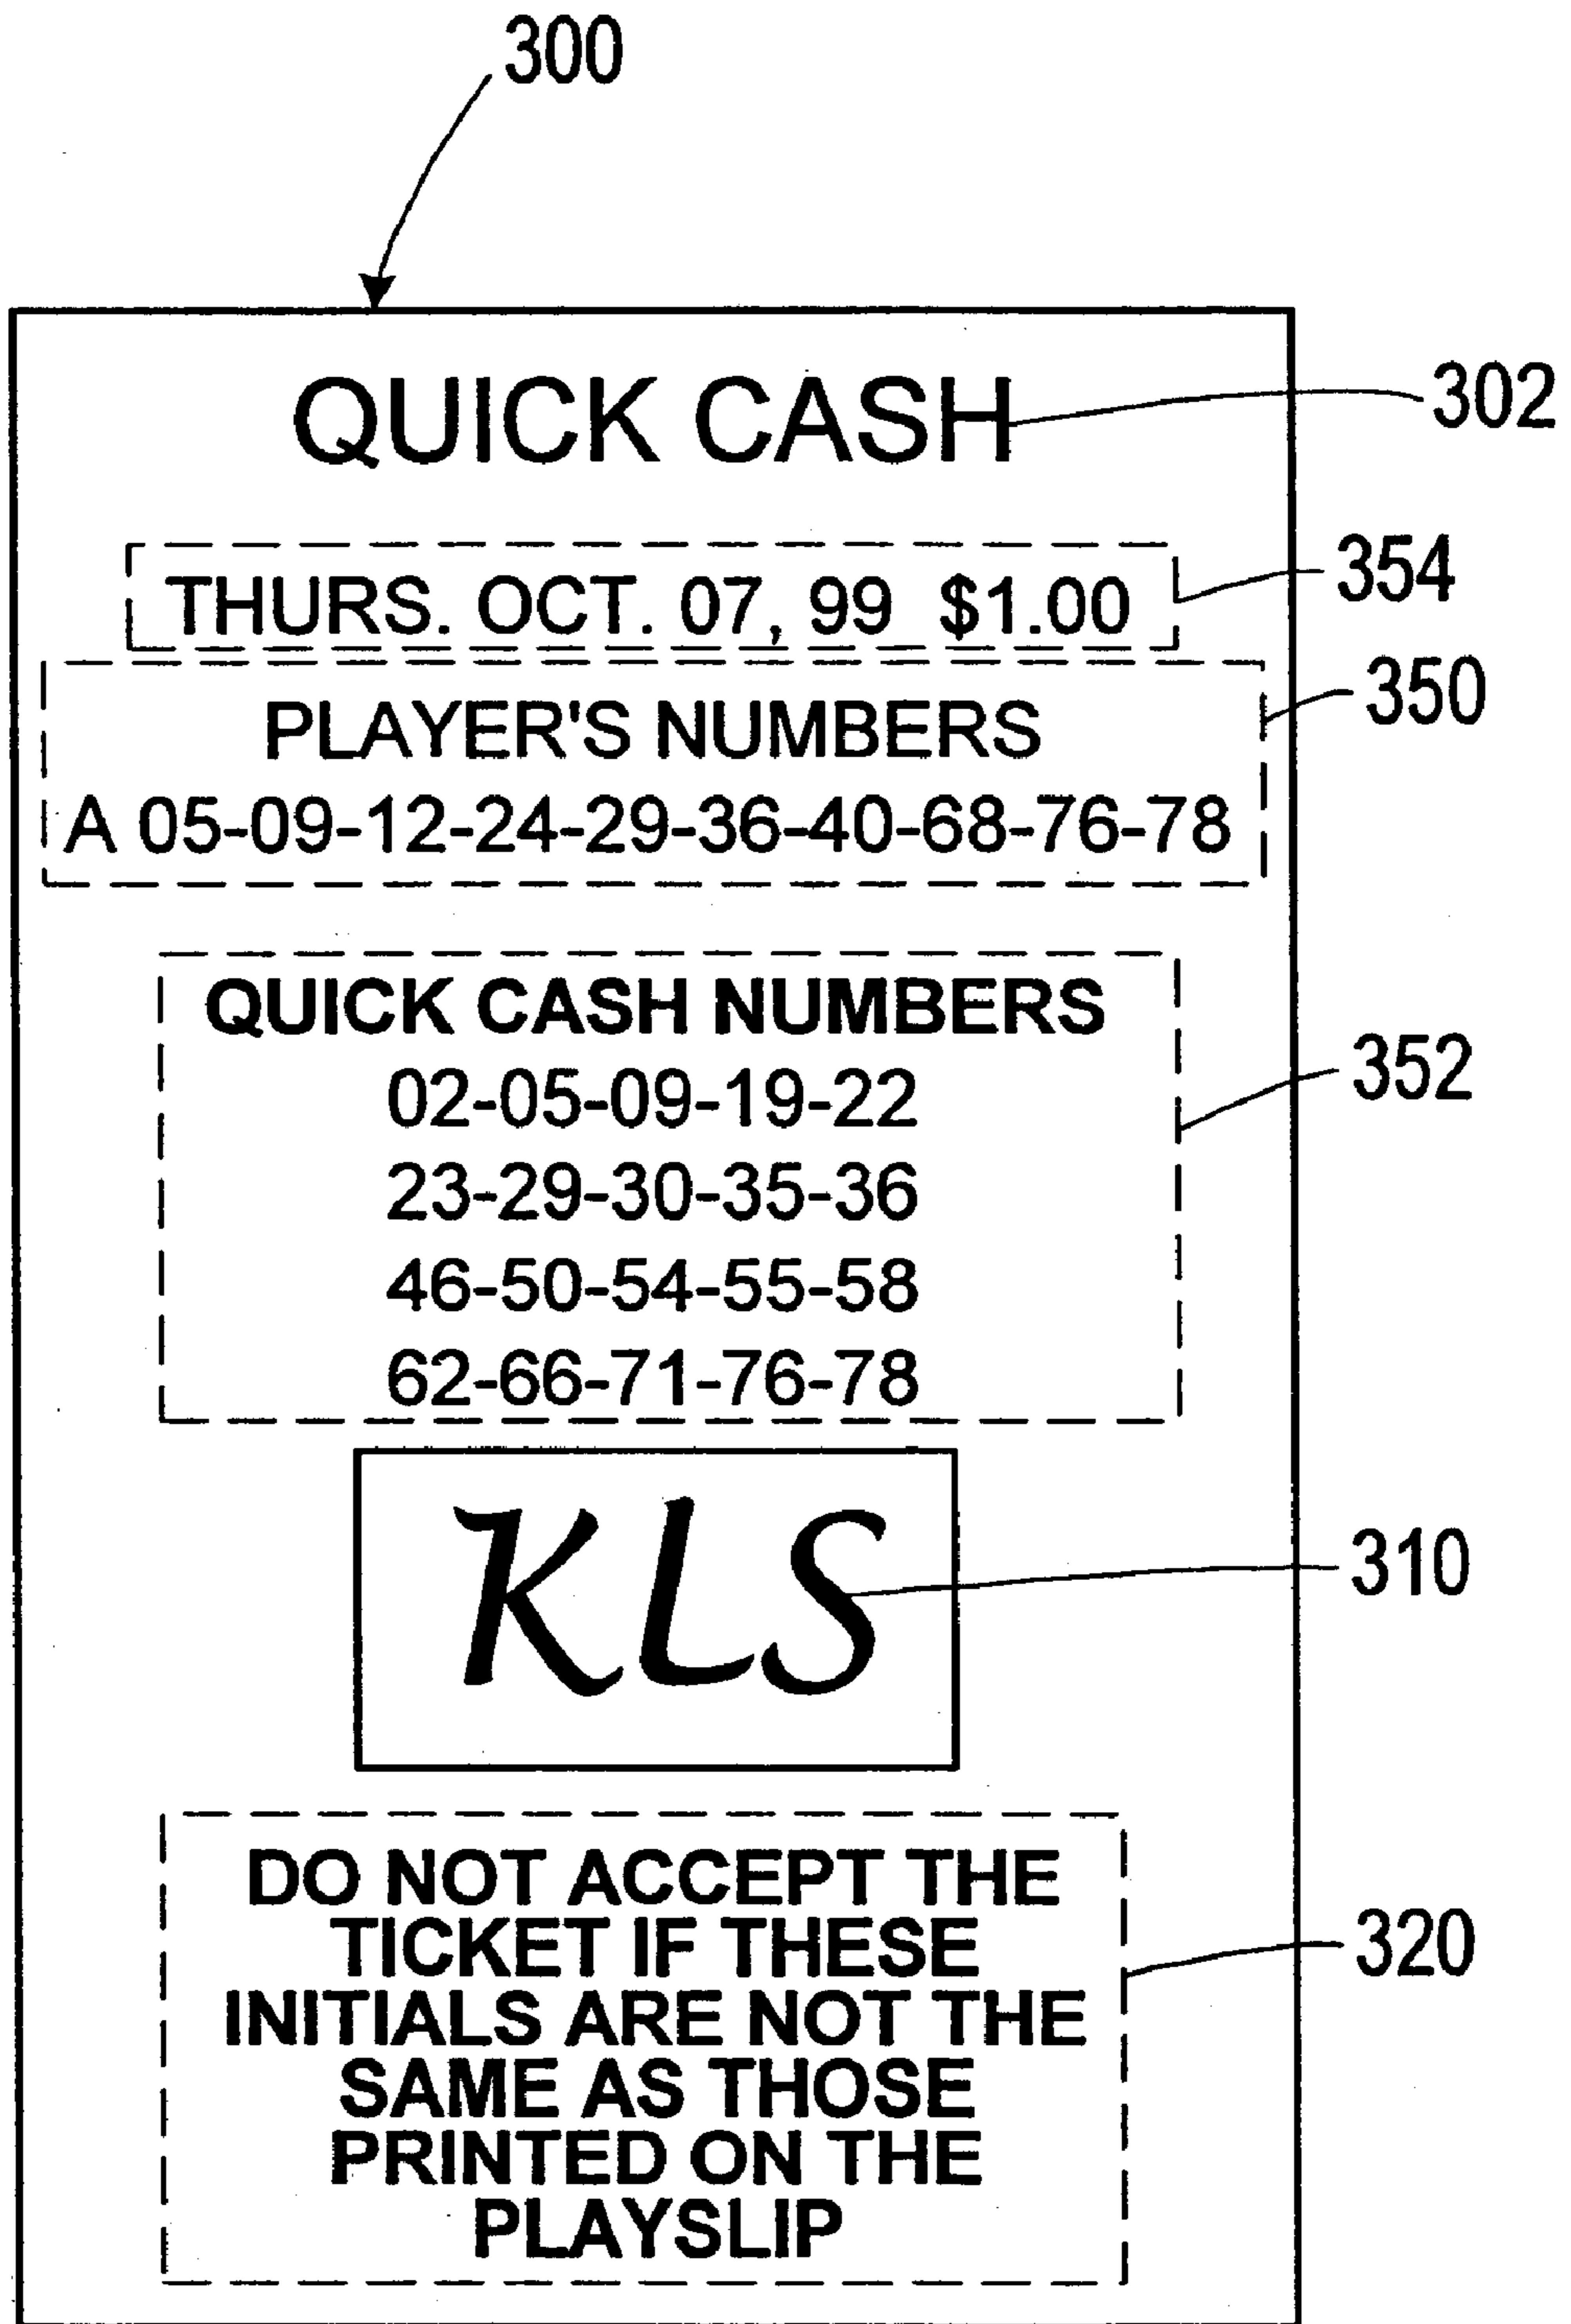 300
QUICK CASH
302
THURS. OCT. 07, 99 $1.00
354
PLAYER'S NUMBERS
350
A 05-09-12-24-29-36-40-68-76-78
QUICK CASH NUMBERS
02-05-09-19-22
352
23-29-30-35-36
46-50-54-55-58
62-66-71-76-78
KLS
310
DO NOT ACCEPT THE
TICKET IF THESE
320
INITIALS ARE NOT THE
SAME AS THOSE
PRINTED ON THE
PLAYSLIP